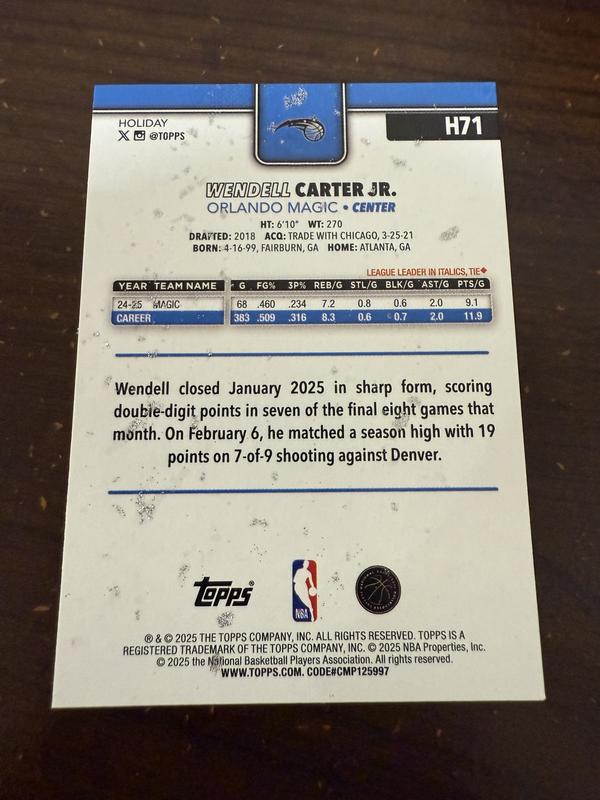 HOLIDAY
X @TOPPS
H71
WENDELL CARTER JR.
ORLANDO MAGIC • CENTER
HT: 6'10" WT: 270
DRAFTED: 2018 ACQ: TRADE WITH CHICAGO, 3-25-21
BORN: 4-16-99, FAIRBURN, GA HOME: ATLANTA, GA
LEAGUE LEADER IN ITALICS, TIE◆
YEAR TEAM NAME G FG% 3P% REB/G STL/G BLK/G AST/G PTS/G
24-25 MAGIC 68 .460 .234 7.2 0.8 0.6 2.0 9.1
CAREER 383 .509 .316 8.3 0.6 0.7 2.0 11.9
Wendell closed January 2025 in sharp form, scoring
double-digit points in seven of the final eight games that
month. On February 6, he matched a season high with 19
points on 7-of-9 shooting against Denver.
Topps®
NBA
® & © 2025 THE TOPPS COMPANY, INC. ALL RIGHTS RESERVED. TOPPS IS A
REGISTERED TRADEMARK OF THE TOPPS COMPANY, INC. © 2025 NBA Properties, Inc.
© 2025 the National Basketball Players Association. All rights reserved.
WWW.TOPPS.COM. CODE#CMP125997